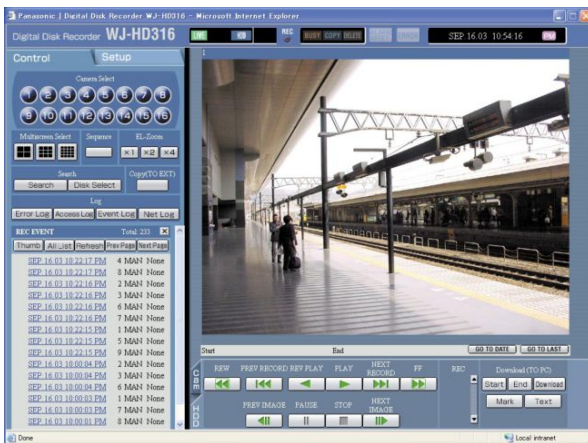 Panasonic | Digital Disk Recorder WJ-HD316 - Microsoft Internet Explorer
Digital Disk Recorder WJ-HD316
LIVE HDD REC BUSY COPY DELETE ERROR SEP.16.03 10:54:16 PM
Control Setup
1
Camera Select
1 2 3 4 5 6 7 8
9 10 11 12 13 14 15 16
Multiscreen Select Sequence EL-Zoom
×1 ×2 ×4
Search Copy(TO EXT)
Search Disk Select
Log
Error Log Access Log Event Log Net Log
REC EVENT Total: 233
Thumb All List Refresh Prev Page Next Page
SEP.16.03 10:22:17 PM 4 MAN None
SEP.16.03 10:22:17 PM 8 MAN None
SEP.16.03 10:22:16 PM 2 MAN None
SEP.16.03 10:22:16 PM 3 MAN None
SEP.16.03 10:22:16 PM 6 MAN None
SEP.16.03 10:22:16 PM 7 MAN None
SEP.16.03 10:22:15 PM 1 MAN None
SEP.16.03 10:22:15 PM 5 MAN None
SEP.16.03 10:22:15 PM 9 MAN None
SEP.16.03 10:00:04 PM 2 MAN None
SEP.16.03 10:00:04 PM 3 MAN None
SEP.16.03 10:00:04 PM 6 MAN None
SEP.16.03 10:00:03 PM 1 MAN None
SEP.16.03 10:00:03 PM 7 MAN None
SEP.16.03 10:00:01 PM 8 MAN None
Start End GO TO DATE GO TO LAST
Cam
HDD
REW PREV RECORD REV PLAY PLAY NEXT RECORD FF
PREV IMAGE PAUSE STOP NEXT IMAGE
REC
Download (TO PC)
Start End Download
Mark Text
Done Local intranet